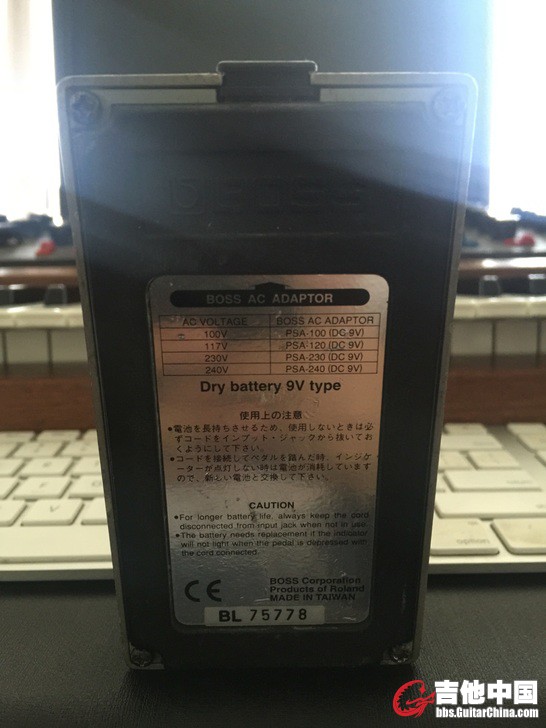 BOSS
BOSS AC ADAPTOR
AC VOLTAGE BOSS AC ADAPTOR
100V PSA-100 (DC 9V)
117V PSA-120 (DC 9V)
230V PSA-230 (DC 9V)
240V PSA-240 (DC 9V)
Dry battery 9V type
使用上の注意
●電池を長持ちさせるため、使用しないときは必
ずコードをインプット・ジャックから抜いてお
くようにして下さい。
●コードを接続してペダルを踏んだ時、インジケ
ーターが点灯しない時は電池が消耗しています
ので、新しい電池と交換して下さい。
CAUTION
●For longer battery life, always keep the cord
disconnected from input jack when not in use.
●The battery needs replacement if the indicator
will not light when the pedal is depressed with
the cord connected.
CE
BOSS Corporation
Products of Roland
MADE IN TAIWAN
BL 75778
吉他中国
bbs.GuitarChina.com